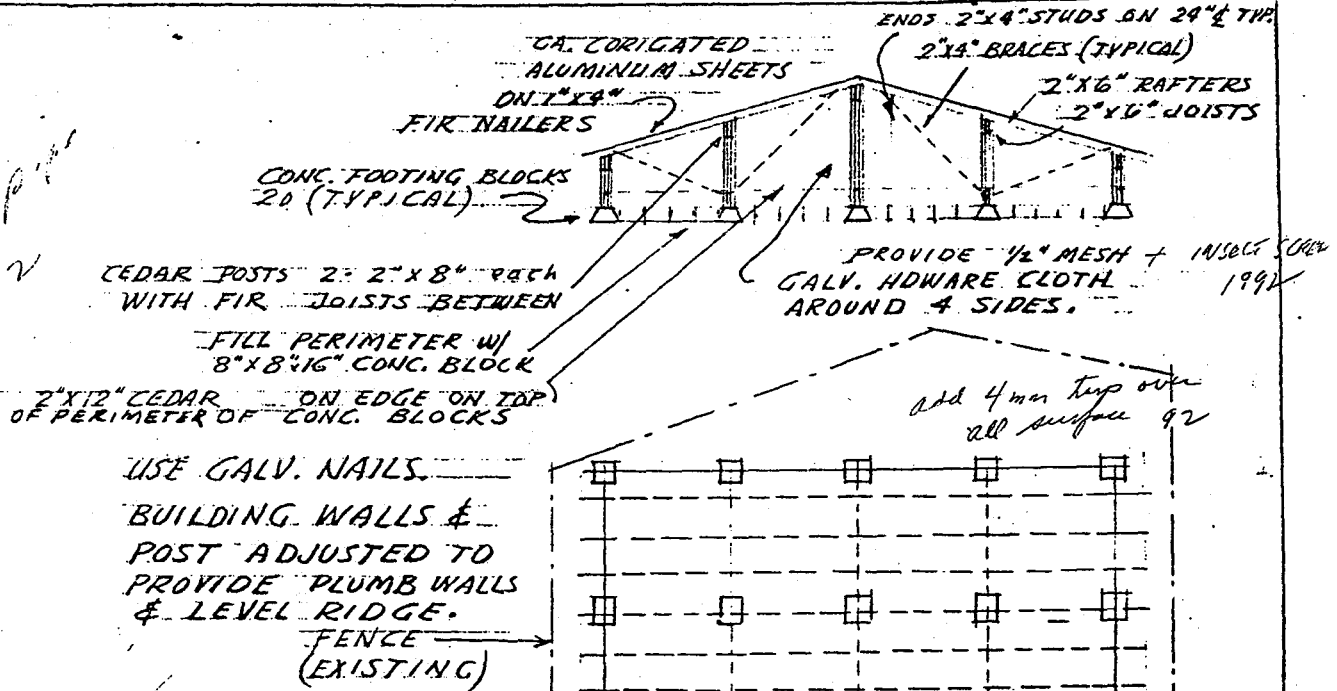 ENDS 2"X4" STUDS ON 24" ℄ TYP.
2"X4" BRACES (TYPICAL)
2"X6" RAFTERS
2"X6" JOISTS
GA. CORIGATED
ALUMINUM SHEETS
ON 1"X4"
FIR NAILERS
CONC. FOOTING BLOCKS
20 (TYPICAL)
CEDAR POSTS 2- 2"X8" each
WITH FIR JOISTS BETWEEN
PROVIDE 1/2" MESH + INSECT SCREEN
1992
GALV. HDWARE CLOTH
AROUND 4 SIDES.
FILL PERIMETER W/
8"X8"X16" CONC. BLOCK
2"X12" CEDAR ON EDGE ON TOP
OF PERIMETER OF CONC. BLOCKS
add 4 mm tarp over
all surface 92
USE GALV. NAILS.
BUILDING WALLS &
POST ADJUSTED TO
PROVIDE PLUMB WALLS
& LEVEL RIDGE.
FENCE
(EXISTING)